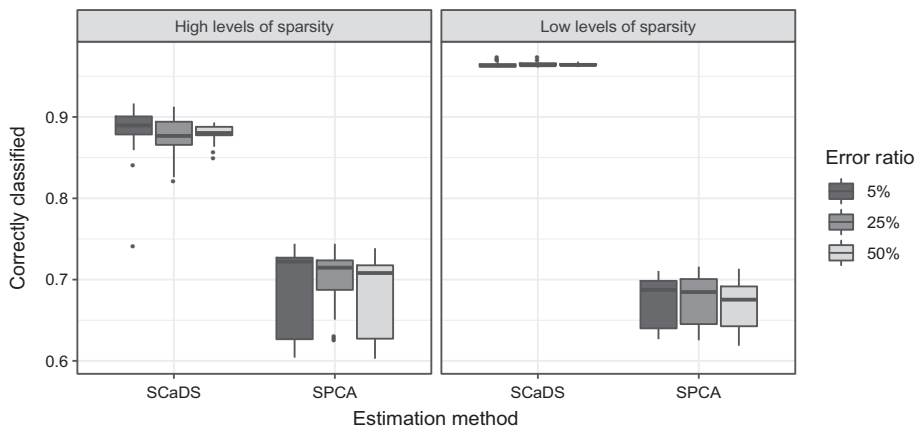 High levels of sparsity
Low levels of sparsity
Correctly classified
0.9
0.8
0.7
0.6
SCaDS
SPCA
SCaDS
SPCA
Estimation method
Error ratio
5%
25%
50%